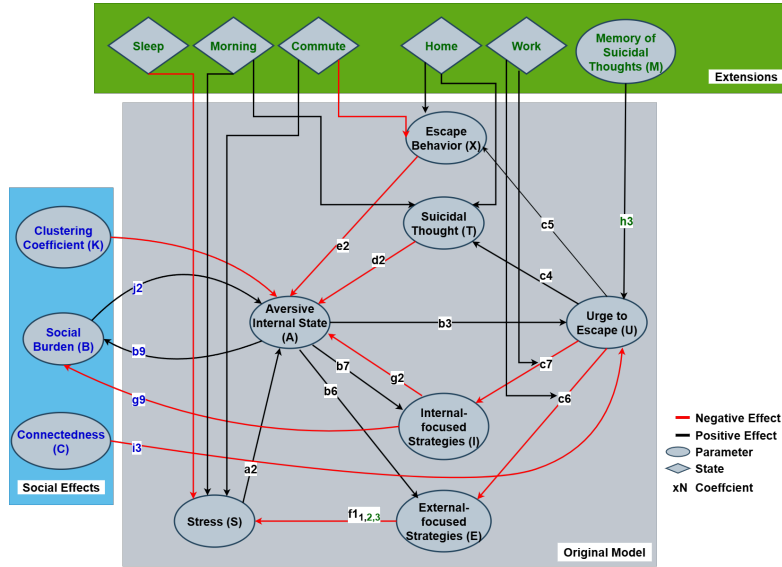 Sleep
Morning
Commute
Home
Work
Memory of
Suicidal
Thoughts (M)
Extensions
Escape
Behavior (X)
Clustering
Coefficient (K)
Suicidal
Thought (T)
h3
c5
e2
d2
c4
j2
Aversive
Internal State
(A)
b3
Urge to
Escape (U)
Social
Burden (B)
b9
b7
g2
c7
b6
c6
g9
Internal-
focused
Strategies (I)
Connectedness
(C)
i3
a2
Social Effects
Stress (S)
f11,2,3
External-
focused
Strategies (E)
Original Model
Negative Effect
Positive Effect
Parameter
State
xN Coeffcient